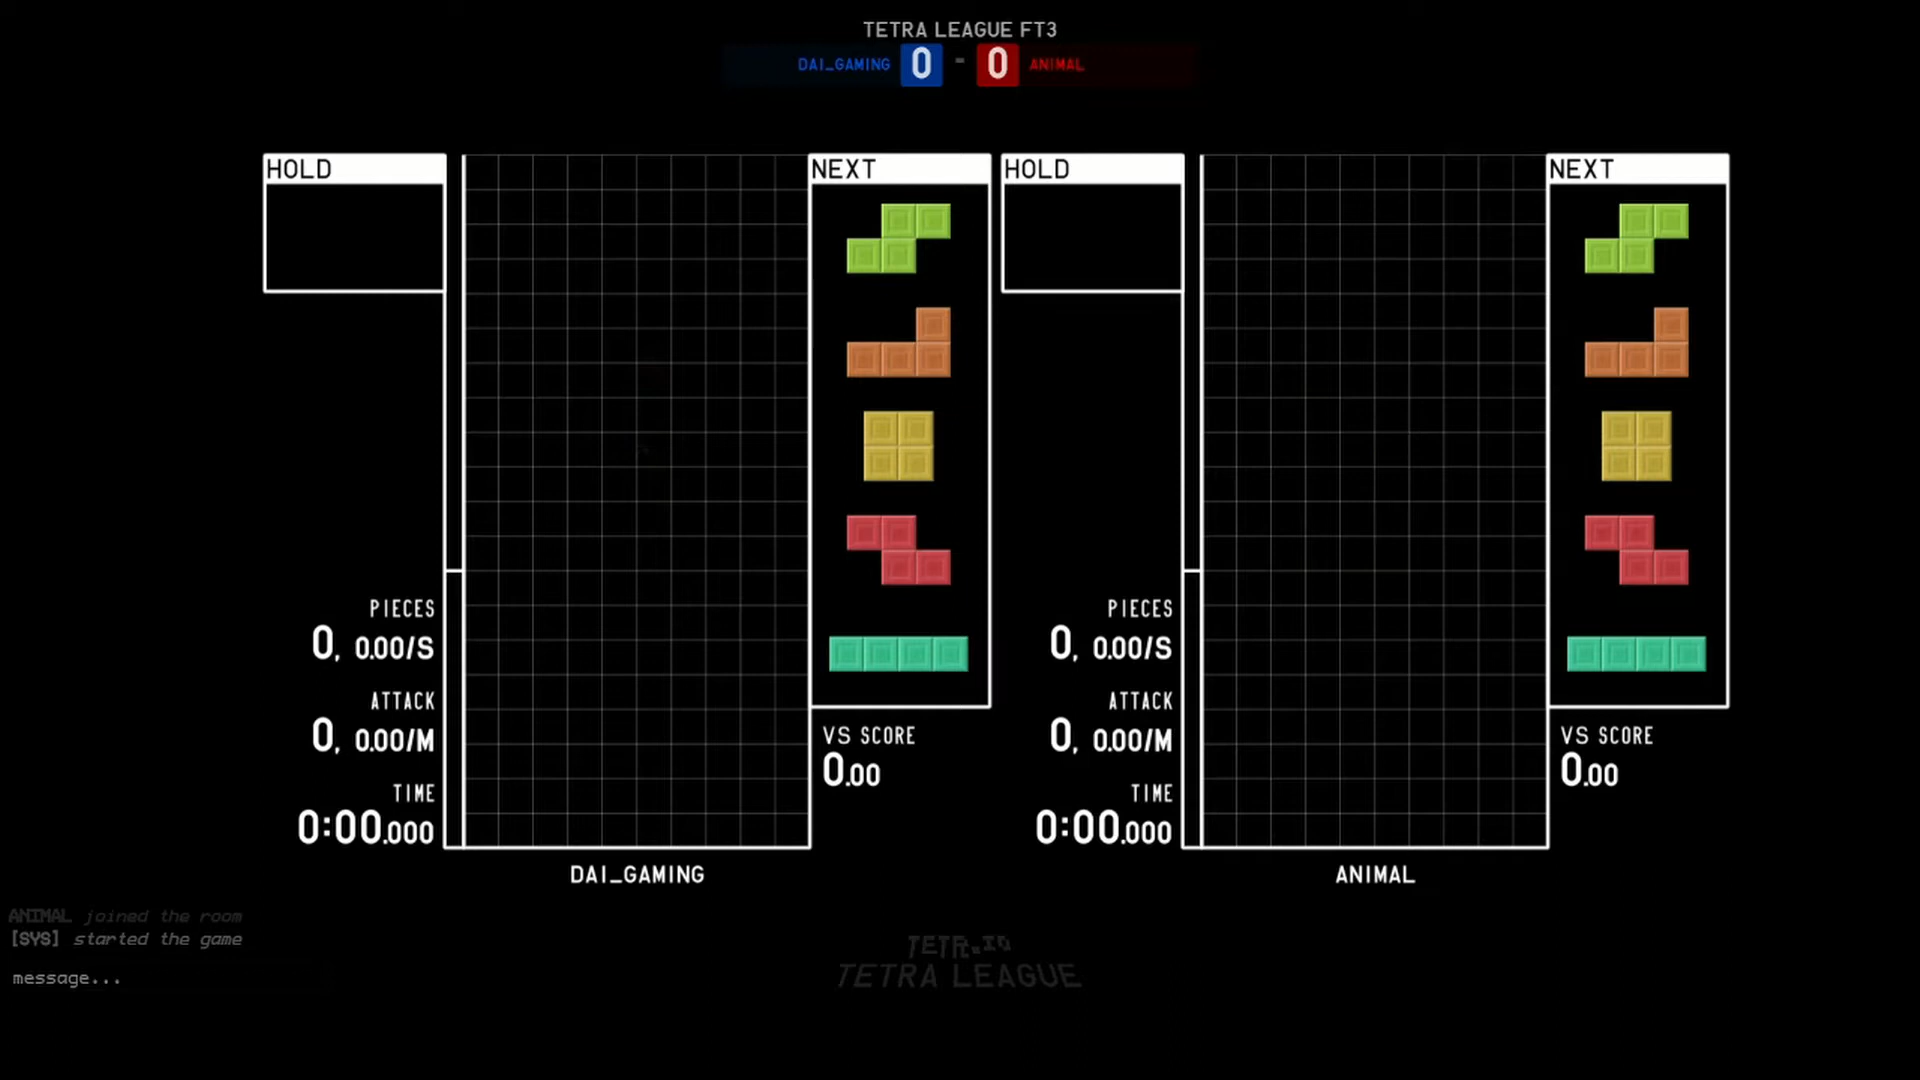 TETRA LEAGUE FT3
DAI_GAMING 0 - 0 ANIMAL
HOLD
NEXT
HOLD
NEXT
PIECES
0, 0.00/S
ATTACK
0, 0.00/M
TIME
0:00.000
VS SCORE
0.00
PIECES
0, 0.00/S
ATTACK
0, 0.00/M
TIME
0:00.000
VS SCORE
0.00
DAI_GAMING
ANIMAL
ANIMAL joined the room
[SYS] started the game
message...
TETR.IO
TETRA LEAGUE